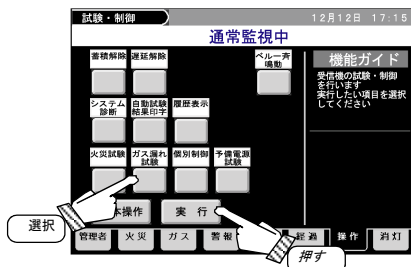 試験・制御
12月12日 17:15
通常監視中
蓄積解除
遅延解除
ベル一斉
鳴動
機能ガイド
受信機の試験・制御
を行います
実行したい項目を選択
してください
システム
診断
自動試験
結果印字
履歴表示
火災試験
ガス漏れ
試験
個別制御
予備電源
試験
操作
実行
選択
管理者
火災
ガス
警報
経過
操作
消灯
押す